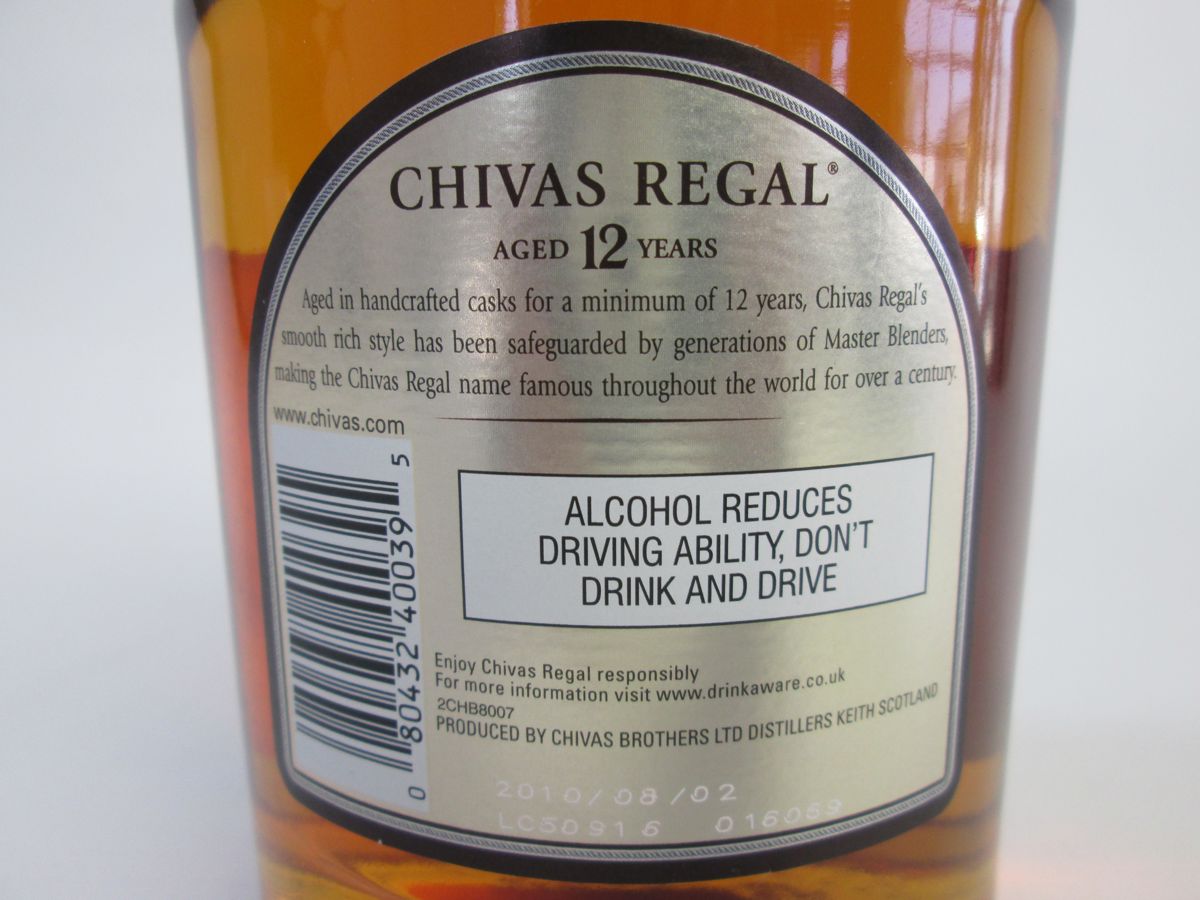 CHIVAS REGAL®
AGED 12 YEARS
Aged in handcrafted casks for a minimum of 12 years, Chivas Regal's
smooth rich style has been safeguarded by generations of Master Blenders,
making the Chivas Regal name famous throughout the world for over a century.
www.chivas.com
0 80432 40039 5
ALCOHOL REDUCES
DRIVING ABILITY, DON'T
DRINK AND DRIVE
Enjoy Chivas Regal responsibly
For more information visit www.drinkaware.co.uk
2CHB8007
PRODUCED BY CHIVAS BROTHERS LTD DISTILLERS KEITH SCOTLAND
2010/08/02
LC50916 016059